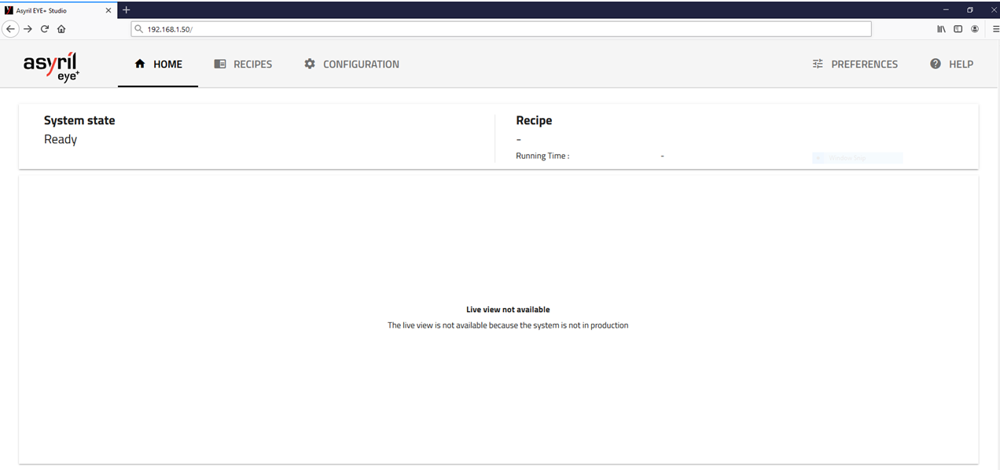 Asyril EYE+ Studio
192.168.1.50/
asyril
eye+
HOME
RECIPES
CONFIGURATION
PREFERENCES
HELP
System state
Ready
Recipe
-
Running Time :
-
Live view not available
The live view is not available because the system is not in production